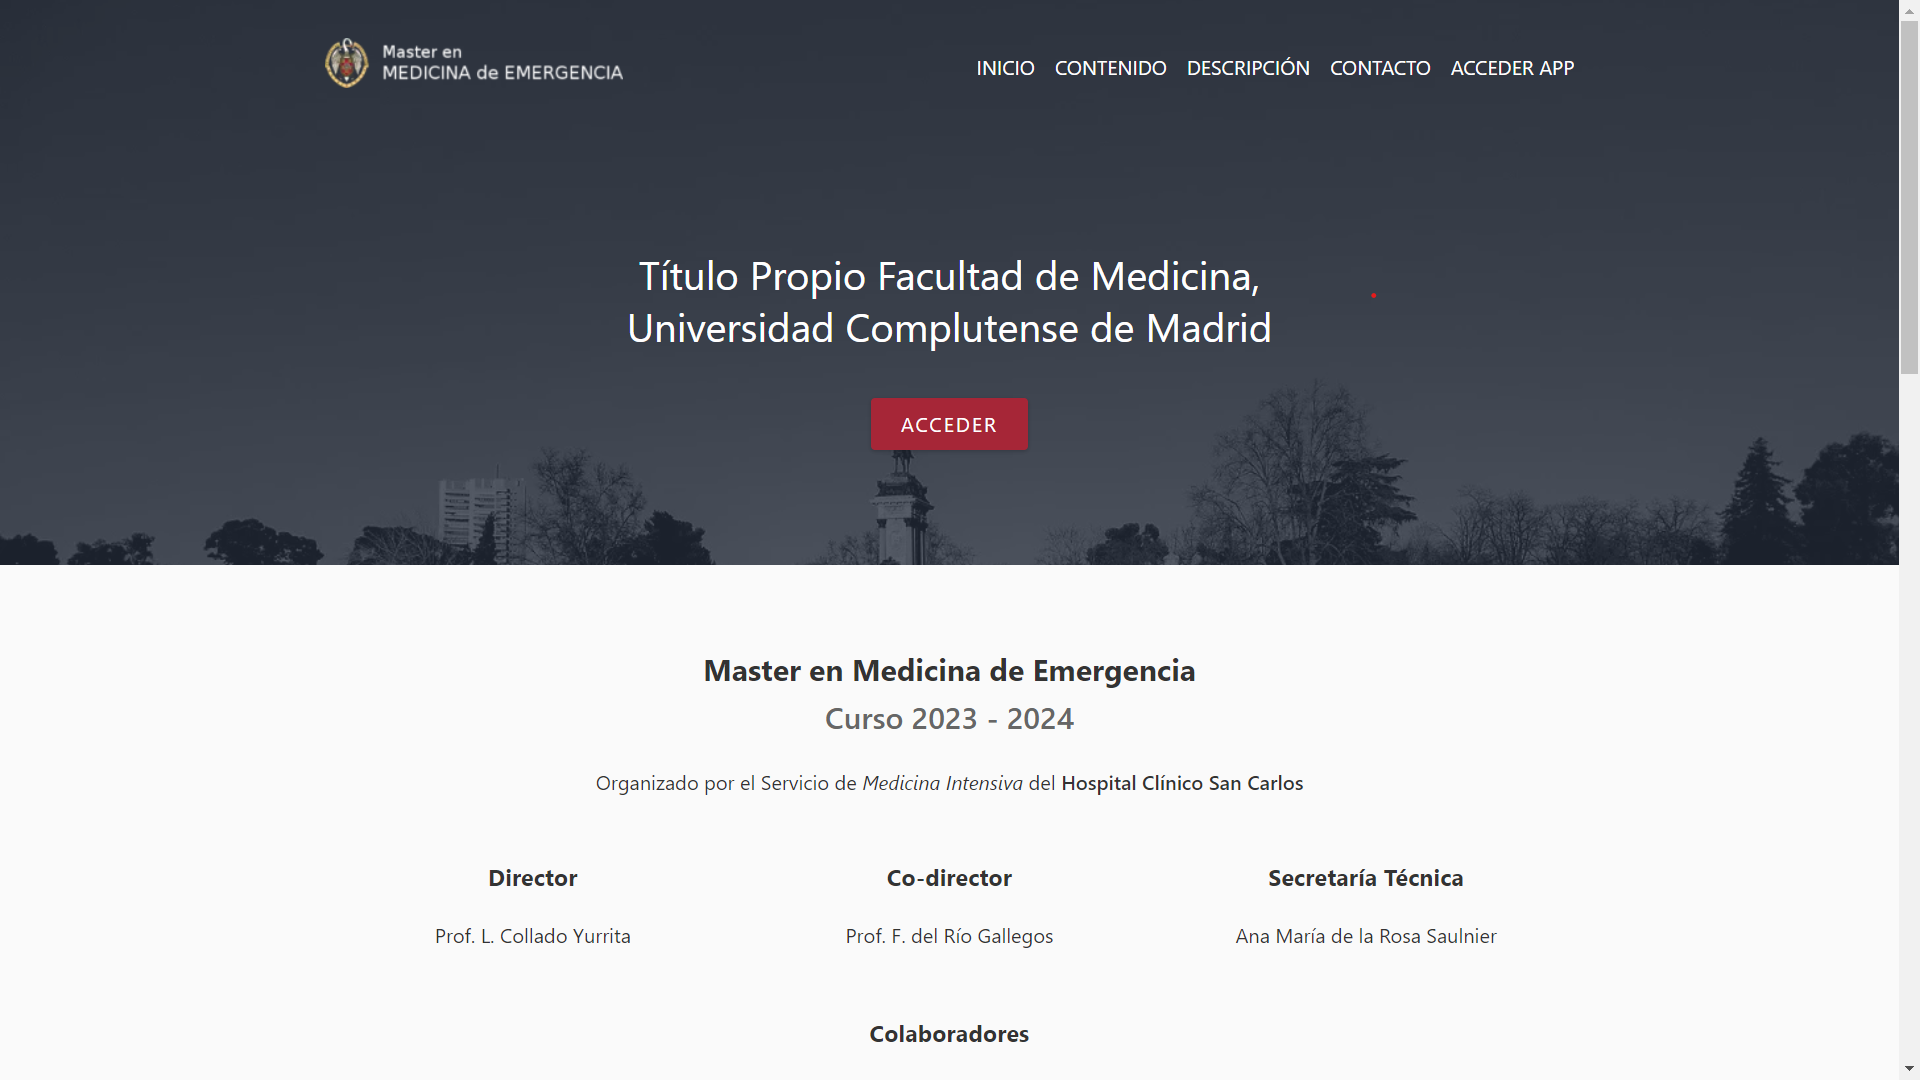 Master en
MEDICINA de EMERGENCIA
INICIO CONTENIDO DESCRIPCIÓN CONTACTO ACCEDER APP
Título Propio Facultad de Medicina,
Universidad Complutense de Madrid
ACCEDER
Master en Medicina de Emergencia
Curso 2023 - 2024
Organizado por el Servicio de Medicina Intensiva del Hospital Clínico San Carlos
Director
Prof. L. Collado Yurrita
Co-director
Prof. F. del Río Gallegos
Secretaría Técnica
Ana María de la Rosa Saulnier
Colaboradores